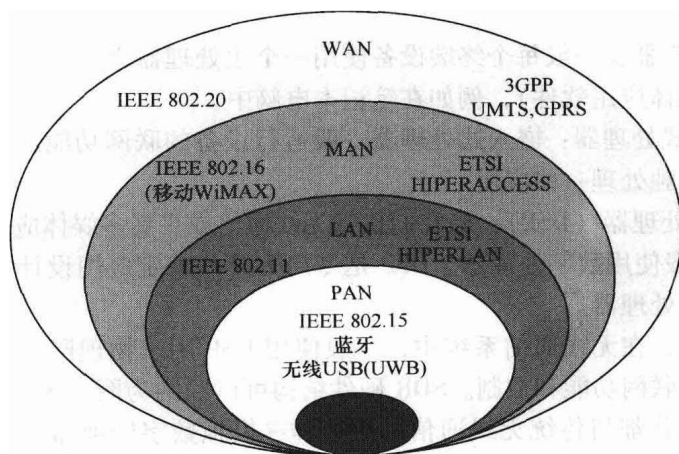 WAN
IEEE 802.20
3GPP
UMTS,GPRS
MAN
IEEE 802.16
(移动WiMAX)
ETSI
HIPERACCESS
LAN
IEEE 802.11
ETSI
HIPERLAN
PAN
IEEE 802.15
蓝牙
无线USB(UWB)